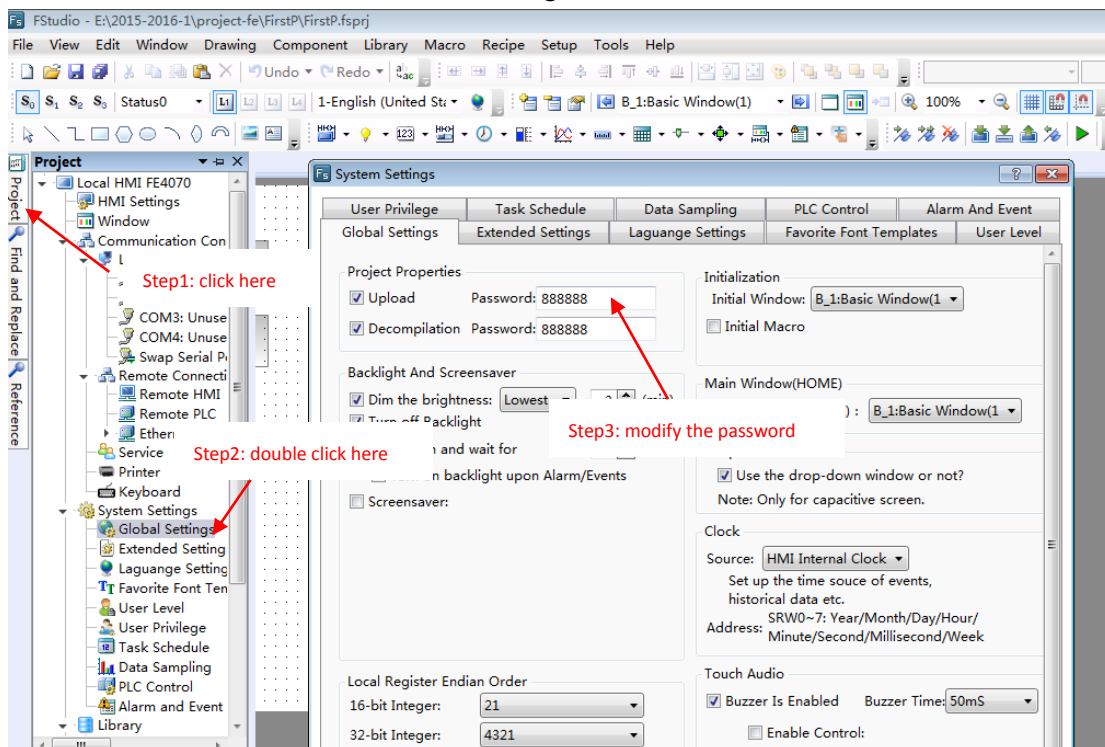 FStudio - E:\2015-2016-1\project-fe\FirstP\FirstP.fsprj
File View Edit Window Drawing Component Library Macro Recipe Setup Tools Help
Undo Redo
S0 S1 S2 S3 Status0 L1 L2 L3 L4 1-English (United St B_1:Basic Window(1) 100%
Project
Project
Find and Replace
Reference
Local HMI FE4070
HMI Settings
Window
Communication Con
COM3: Unuse
COM4: Unuse
Swap Serial P
Remote Connecti
Remote HMI
Remote PLC
Ether
Service
Printer
Keyboard
System Settings
Global Settings
Extended Setting
Laguange Setting
Favorite Font Ten
User Level
User Privilege
Task Schedule
Data Sampling
PLC Control
Alarm and Event
Library
Step1: click here
Step2: double click here
Step3: modify the password
System Settings
User Privilege Task Schedule Data Sampling PLC Control Alarm And Event
Global Settings Extended Settings Laguange Settings Favorite Font Templates User Level
Project Properties
Upload Password: 888888
Decompilation Password: 888888
Backlight And Screensaver
Dim the brightness: Lowest
Turn off Backlight
and wait for
backlight upon Alarm/Events
Screensaver:
Local Register Endian Order
16-bit Integer: 21
32-bit Integer: 4321
Initialization
Initial Window: B_1:Basic Window(1
Initial Macro
Main Window(HOME)
) : B_1:Basic Window(1
Use the drop-down window or not?
Note: Only for capacitive screen.
Clock
Source: HMI Internal Clock
Set up the time souce of events,
historical data etc.
Address: SRW0~7: Year/Month/Day/Hour/
Minute/Second/Millisecond/Week
Touch Audio
Buzzer Is Enabled Buzzer Time: 50mS
Enable Control: